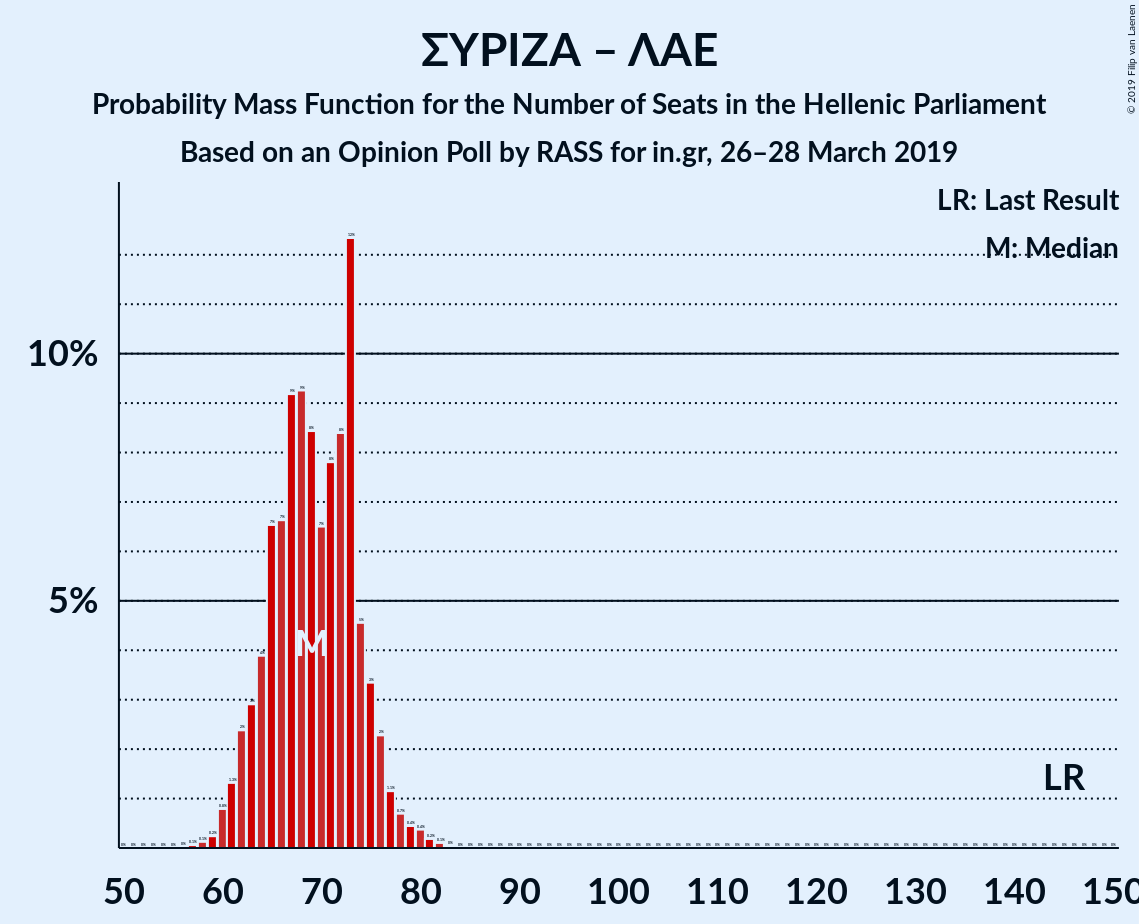 ΣΥΡΙΖΑ – ΛΑΕ
Probability Mass Function for the Number of Seats in the Hellenic Parliament
Based on an Opinion Poll by RASS for in.gr, 26–28 March 2019
© 2019 Filip van Laenen
LR: Last Result
M: Median
10%
5%
M
LR
50 60 70 80 90 100 110 120 130 140 150